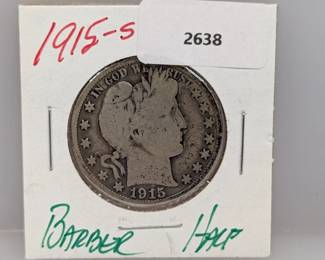 1915-S
2638
IN GOD WE TRUST
1915
BARBER HALF